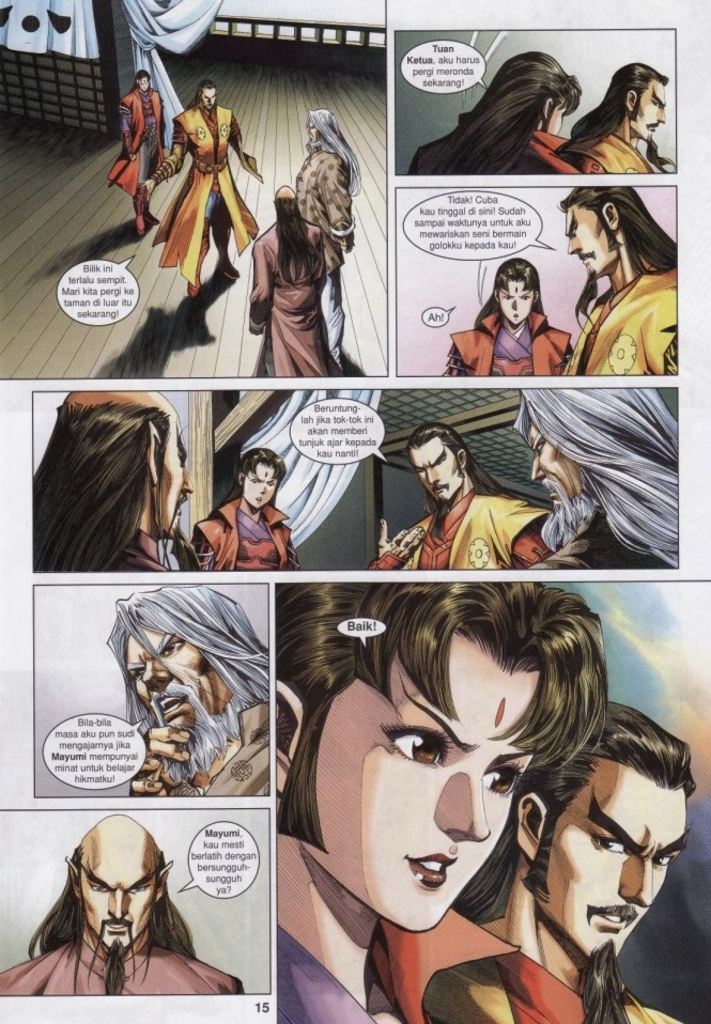 Bilik ini
terlalu sempit.
Mari kita pergi ke
taman di luar itu
sekarang!
Tuan
Ketua, aku harus
pergi meronda
sekarang!
Tidak! Cuba
kau tinggal di sini! Sudah
sampai waktunya untuk aku
mewariskan seni bermain
golokku kepada kau!
Ah!
Beruntung-
lah jika tok-tok ini
akan memberi
tunjuk ajar kepada
kau nanti!
Bila-bila
masa aku pun sudi
mengajarnya jika
Mayumi mempunyai
minat untuk belajar
hikmatku!
Baik!
Mayumi,
kau mesti
berlatih dengan
bersungguh-
sungguh
ya?
15